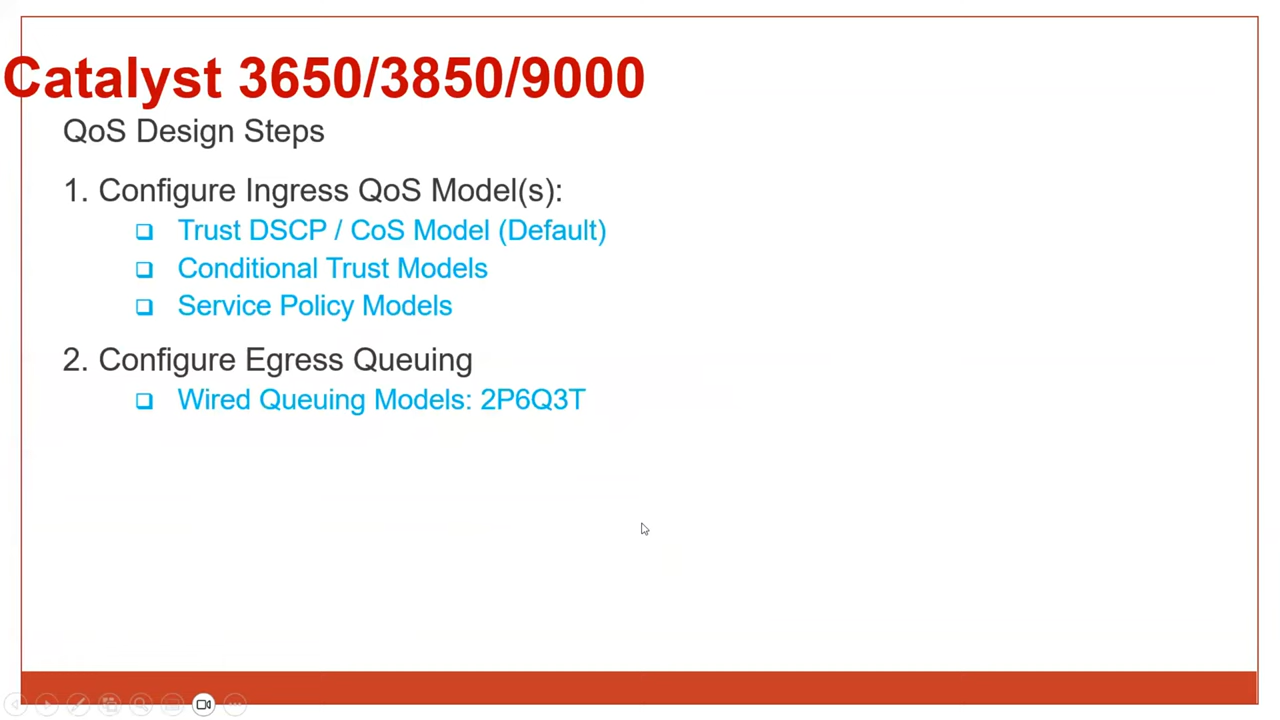 Catalyst 3650/3850/9000
QoS Design Steps
1. Configure Ingress QoS Model(s):
Trust DSCP / CoS Model (Default)
Conditional Trust Models
Service Policy Models
2. Configure Egress Queuing
Wired Queuing Models: 2P6Q3T